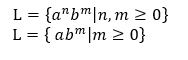 L = {aⁿbᵐ|n, m ≥ 0}
L = { abᵐ|m ≥ 0}